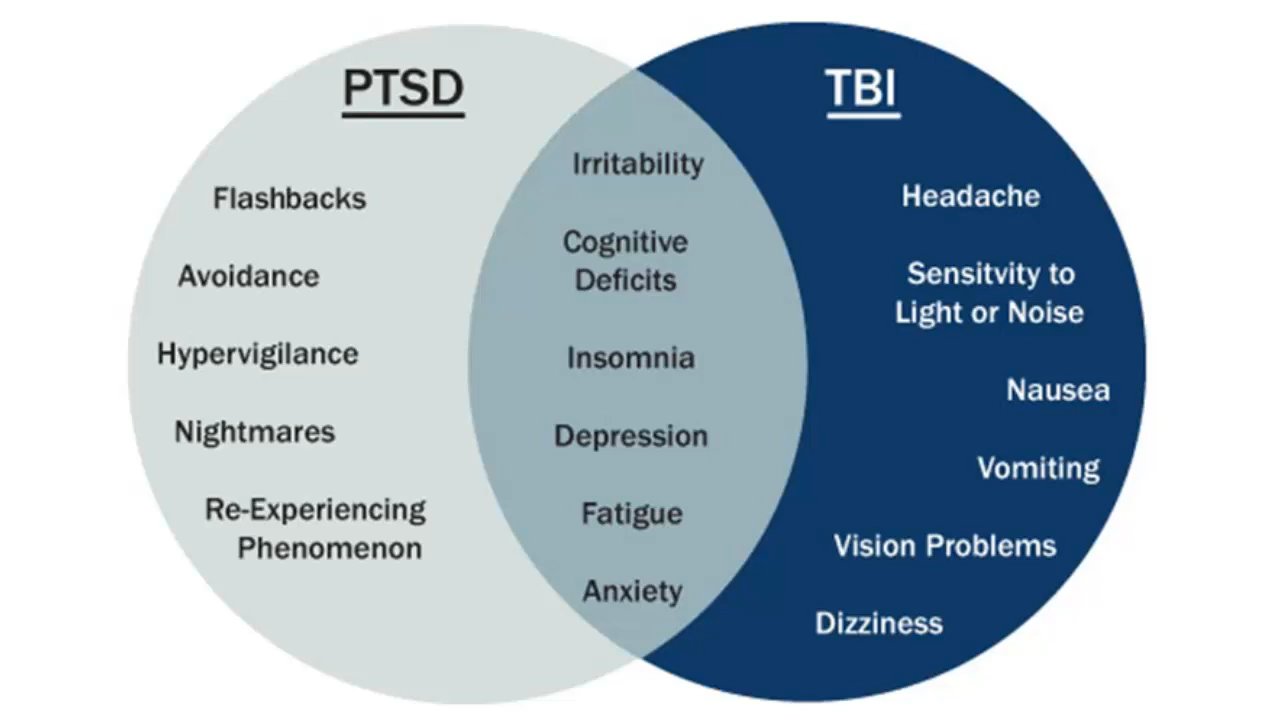 PTSD
Flashbacks
Avoidance
Hypervigilance
Nightmares
Re-Experiencing
Phenomenon
Irritability
Cognitive
Deficits
Insomnia
Depression
Fatigue
Anxiety
TBI
Headache
Sensitvity to
Light or Noise
Nausea
Vomiting
Vision Problems
Dizziness